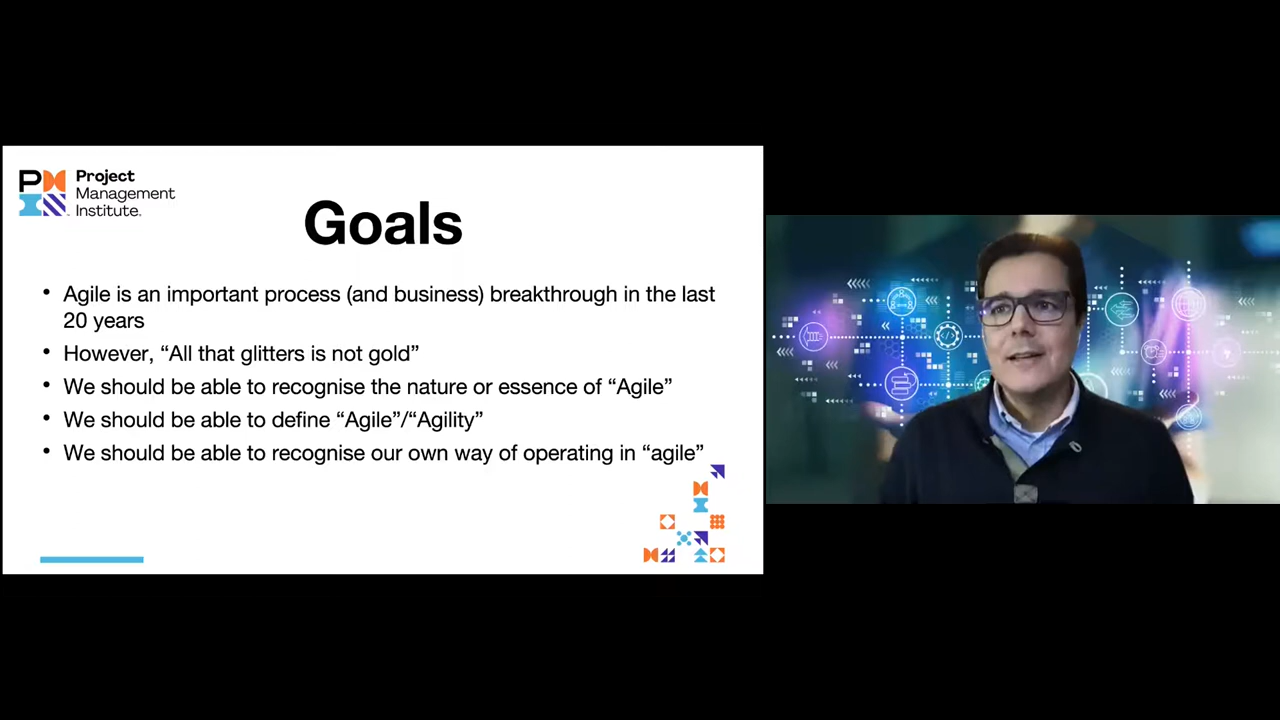 Project
Management
Institute.
Goals
• Agile is an important process (and business) breakthrough in the last
20 years
• However, “All that glitters is not gold”
• We should be able to recognise the nature or essence of “Agile”
• We should be able to define “Agile”/“Agility”
• We should be able to recognise our own way of operating in “agile”